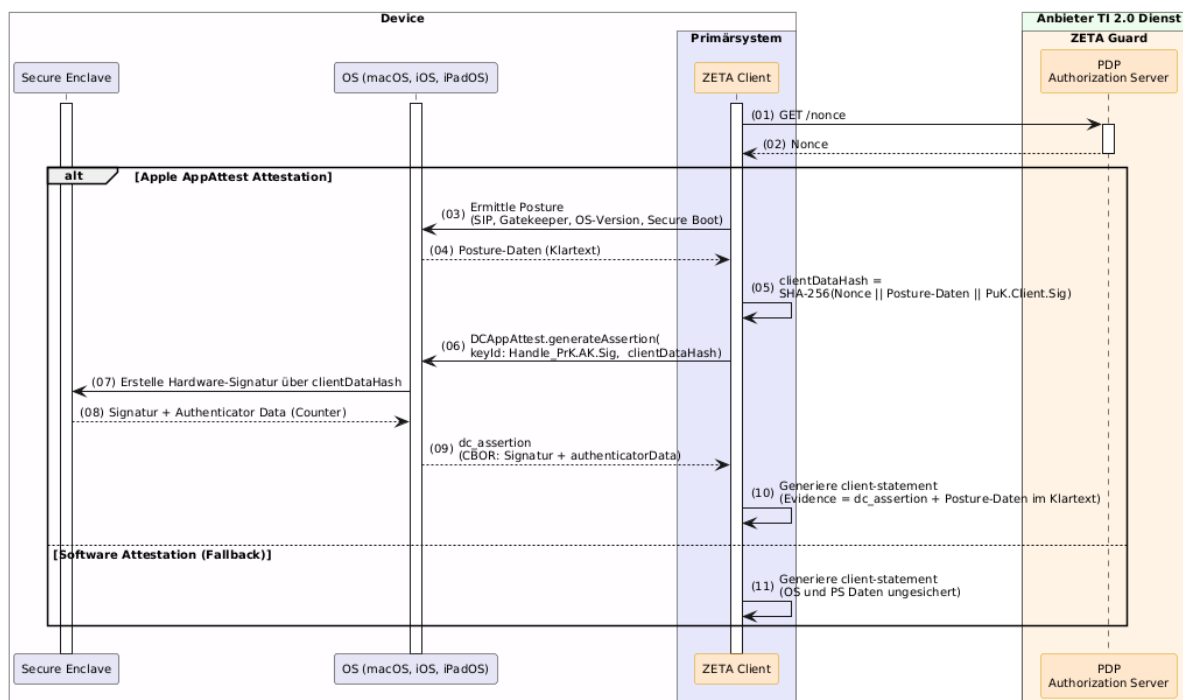 Device
Anbieter TI 2.0 Dienst
Primärsystem
ZETA Guard
Secure Enclave
OS (macOS, iOS, iPadOS)
ZETA Client
PDP
Authorization Server
(01) GET /nonce
(02) Nonce
alt [Apple AppAttest Attestation]
(03) Ermittle Posture
(SIP, Gatekeeper, OS-Version, Secure Boot)
(04) Posture-Daten (Klartext)
(05) clientDataHash =
SHA-256(Nonce || Posture-Daten || PuK.Client.Sig)
(06) DCAppAttest.generateAssertion(
keyId: Handle_PrK.AK.Sig, clientDataHash)
(07) Erstelle Hardware-Signatur über clientDataHash
(08) Signatur + Authenticator Data (Counter)
(09) dc_assertion
(CBOR: Signatur + authenticatorData)
(10) Generiere client-statement
(Evidence = dc_assertion + Posture-Daten im Klartext)
[Software Attestation (Fallback)]
(11) Generiere client-statement
(OS und PS Daten ungesichert)
Secure Enclave
OS (macOS, iOS, iPadOS)
ZETA Client
PDP
Authorization Server